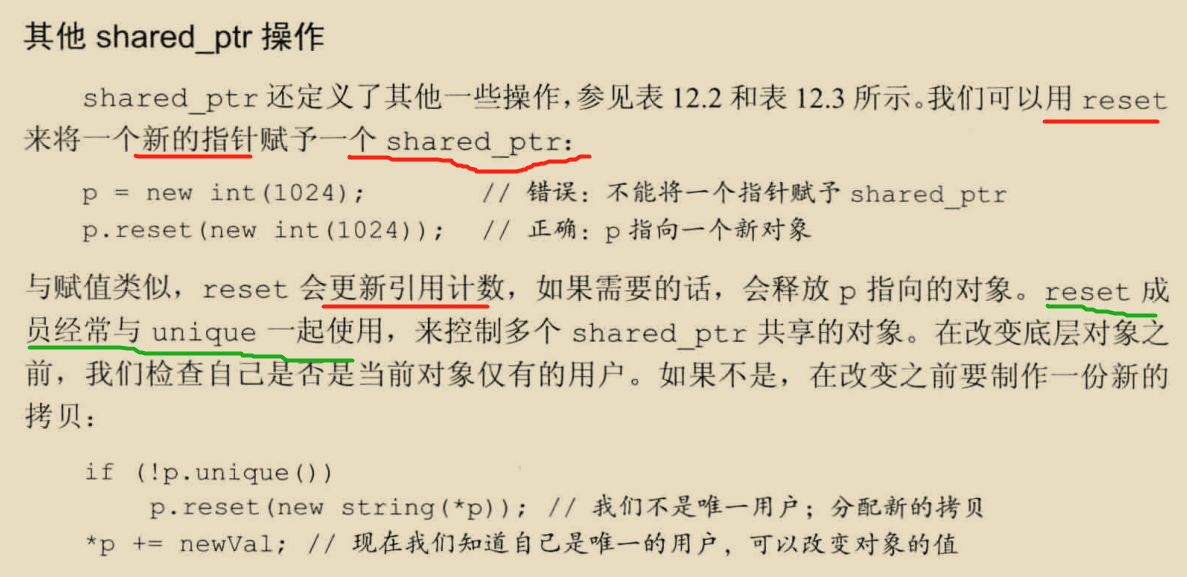 其他 shared_ptr 操作
shared_ptr 还定义了其他一些操作,参见表 12.2 和表 12.3 所示。我们可以用 reset
来将一个新的指针赋予一个 shared_ptr:
p = new int(1024); // 错误:不能将一个指针赋予 shared_ptr
p.reset(new int(1024)); // 正确:p 指向一个新对象
与赋值类似,reset 会更新引用计数,如果需要的话,会释放 p 指向的对象。reset 成
员经常与 unique 一起使用,来控制多个 shared_ptr 共享的对象。在改变底层对象之
前,我们检查自己是否是当前对象仅有的用户。如果不是,在改变之前要制作一份新的
拷贝:
if (!p.unique())
p.reset(new string(*p)); // 我们不是唯一用户;分配新的拷贝
*p += newVal; // 现在我们知道自己是唯一的用户,可以改变对象的值